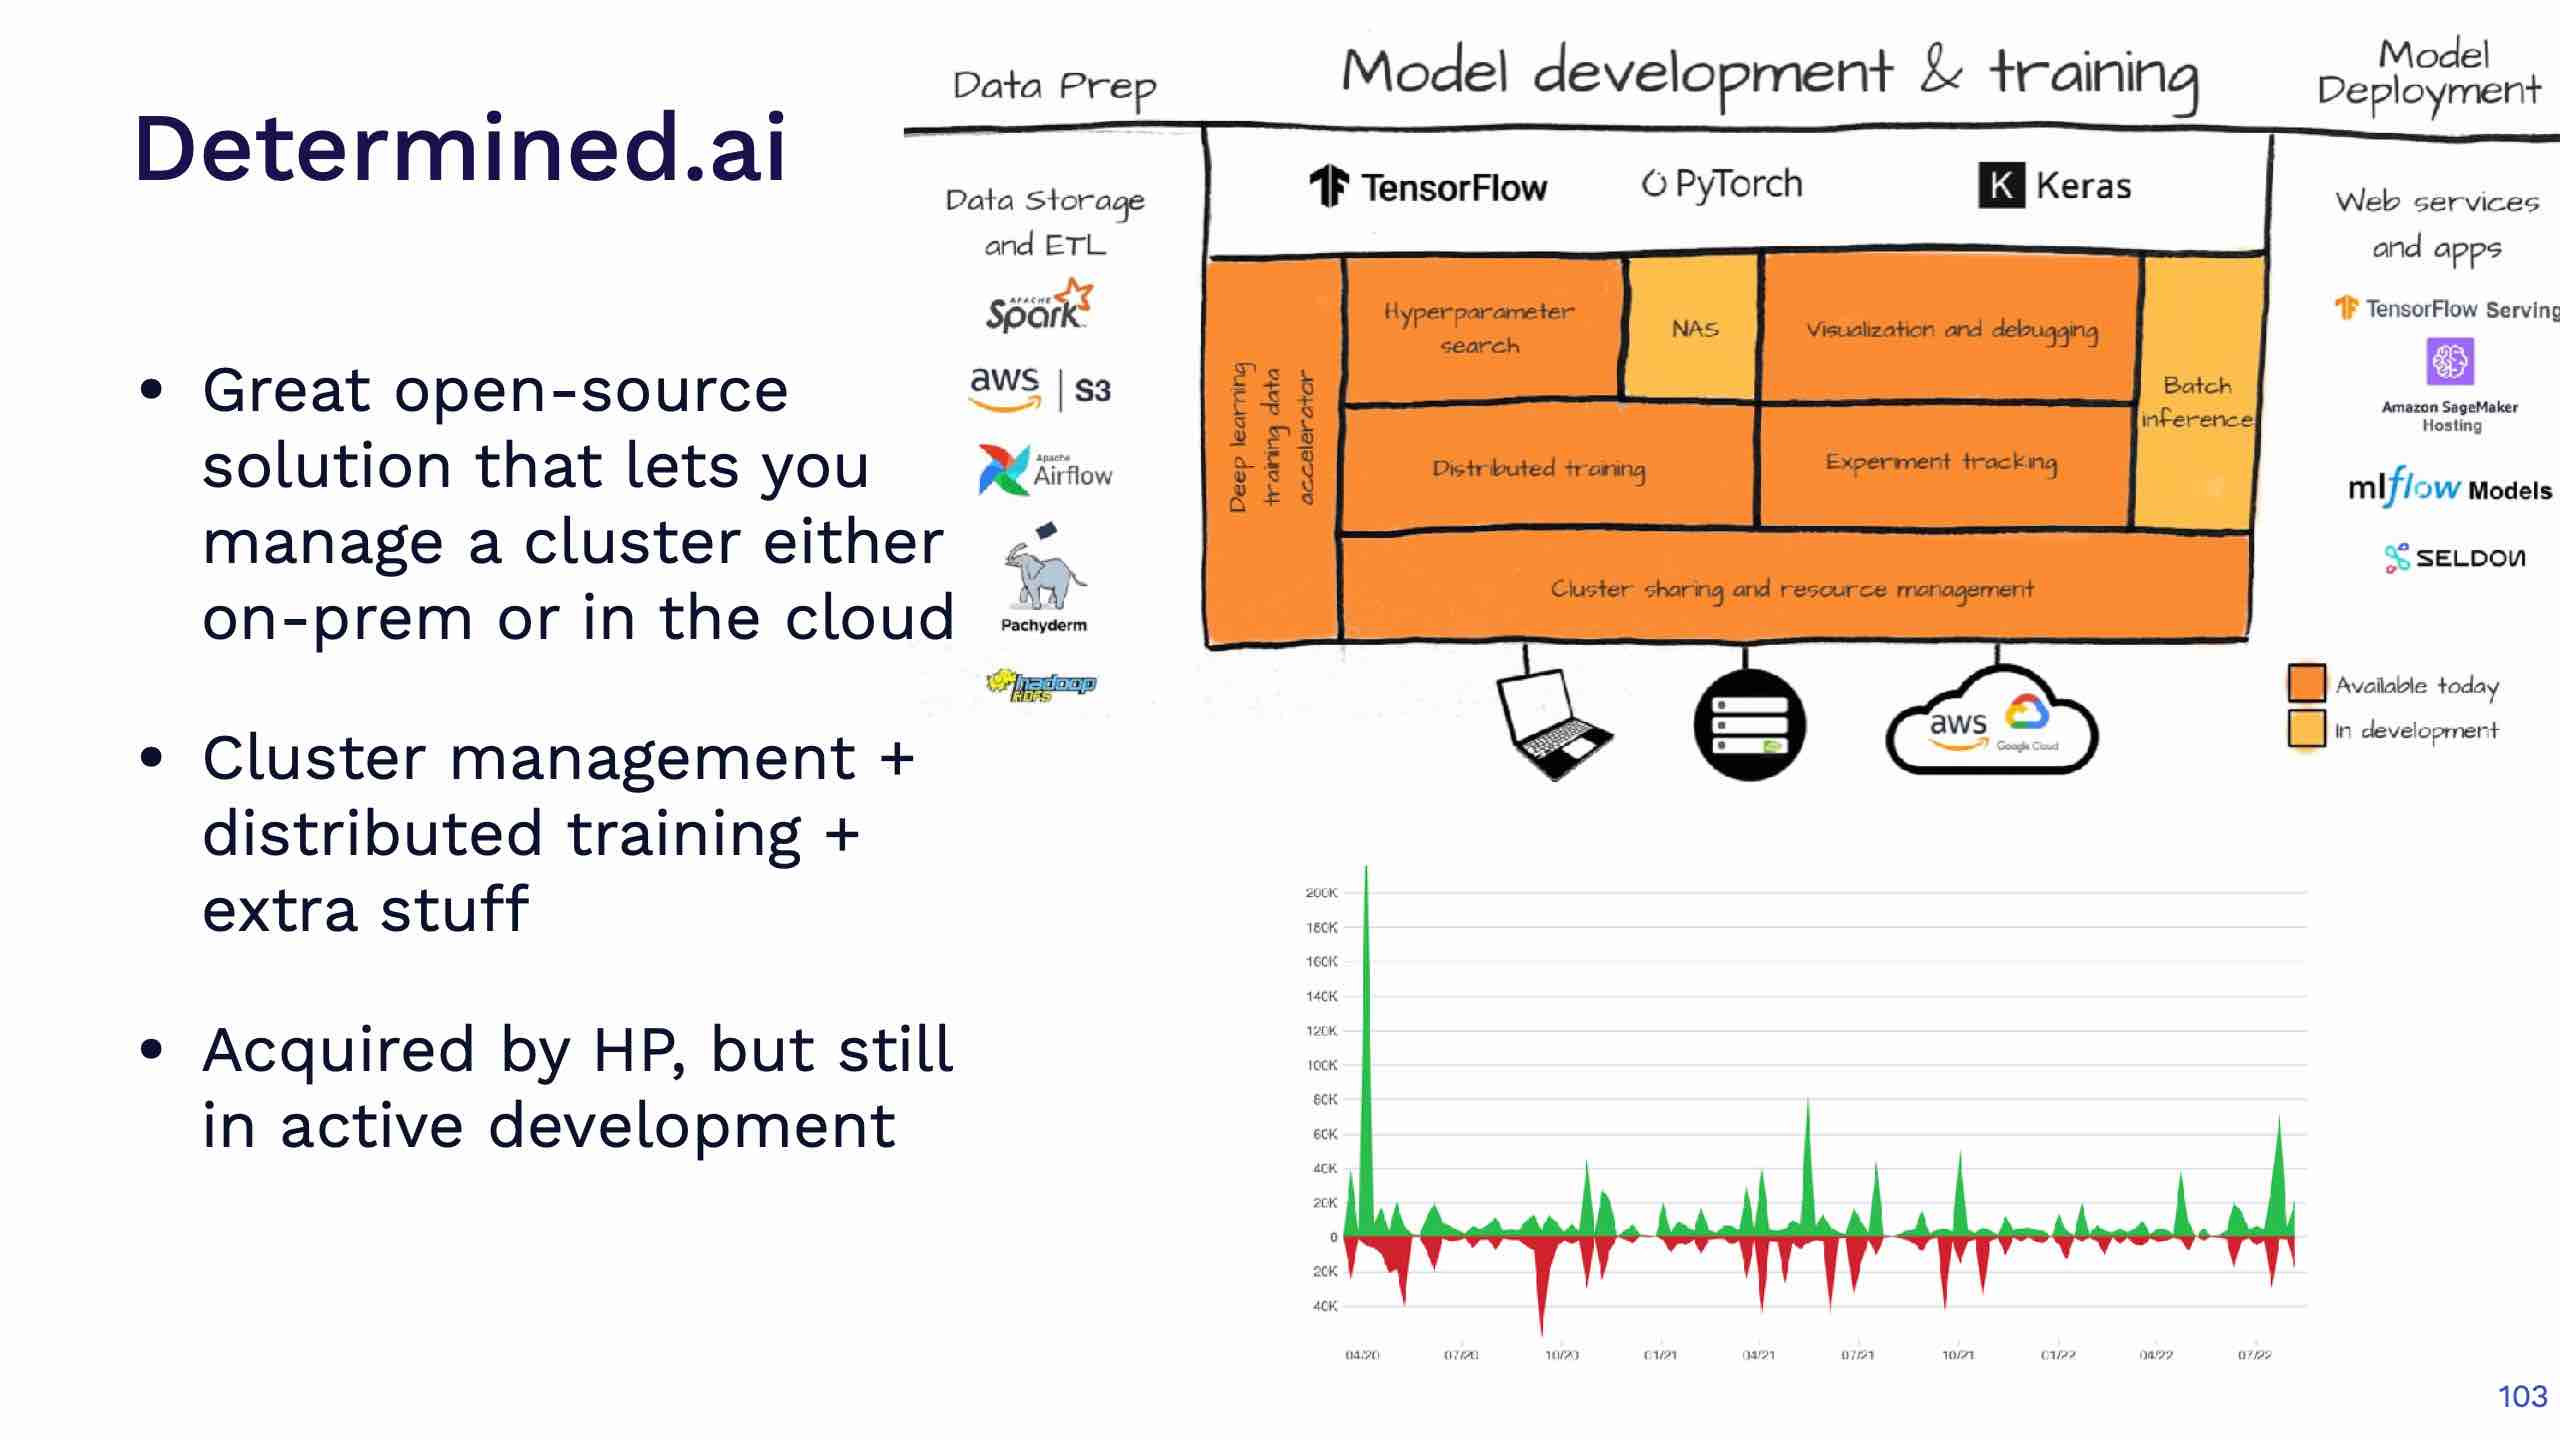 Determined.ai
• Great open-source
solution that lets you
manage a cluster either
on-prem or in the cloud
• Cluster management +
distributed training +
extra stuff
• Acquired by HP, but still
in active development
Data Prep
Model development & training
Model
Deployment
Data Storage
and ETL
APACHE
Spark
aws | S3
Apache
Airflow
Pachyderm
hadoop
HDFS
TensorFlow
PyTorch
K Keras
Deep learning
training data
accelerator
Hyperparameter
search
NAS
Visualization and debugging
Batch
inference
Distributed training
Experiment tracking
Cluster sharing and resource management
aws
Google Cloud
Web services
and apps
TensorFlow Serving
Amazon SageMaker
Hosting
mlflow Models
SELDON
Available today
In development
200K
180K
160K
140K
120K
100K
80K
60K
40K
20K
0
20K
40K
04/20 07/20 10/20 01/21 04/21 07/21 10/21 01/22 04/22 07/22
103